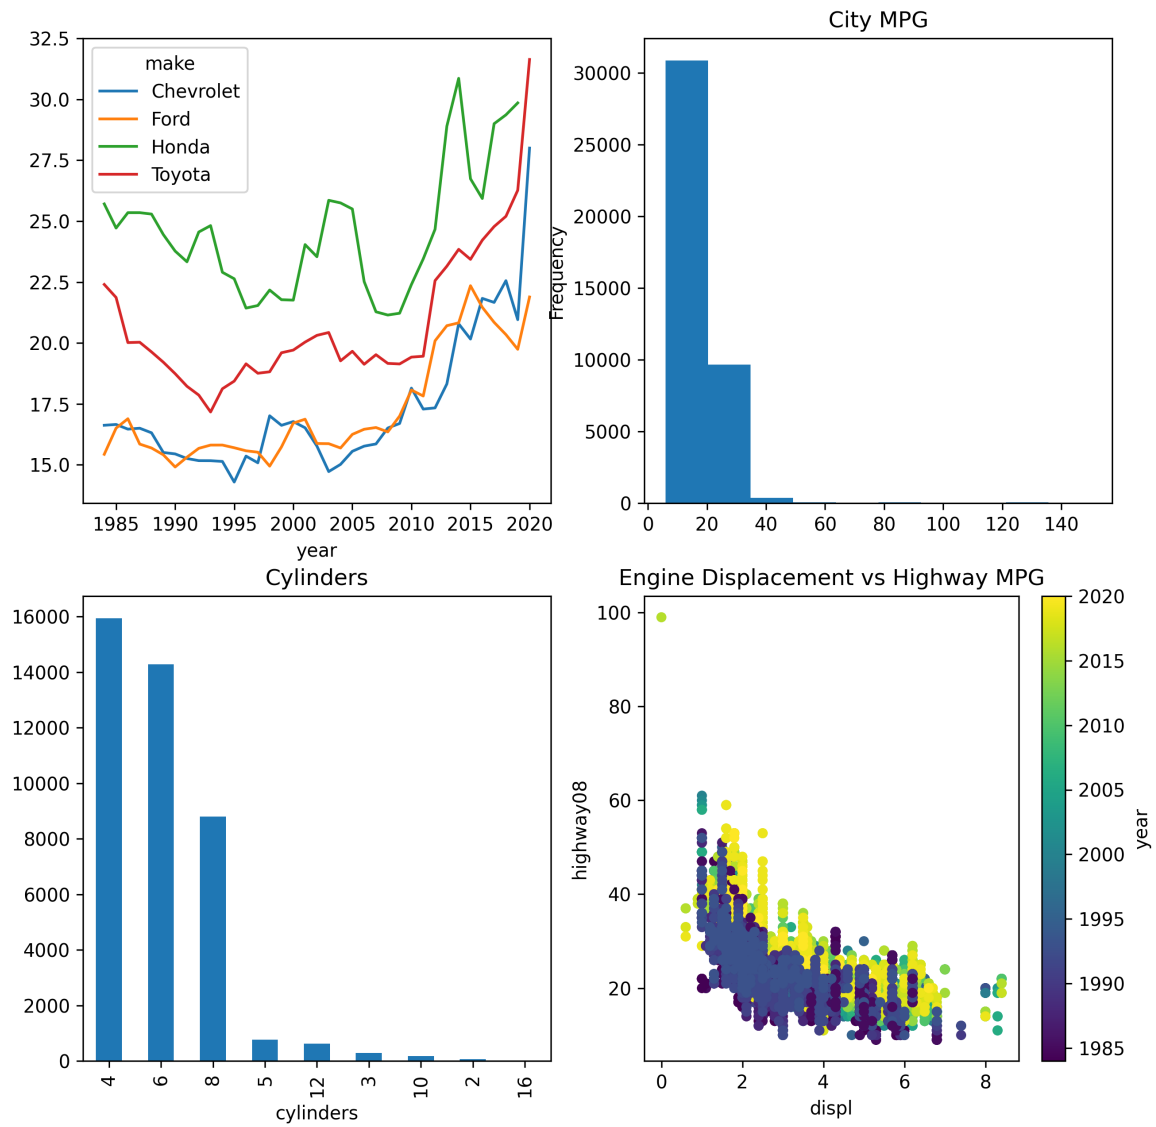 make
Chevrolet
Ford
Honda
Toyota
32.5
30.0
27.5
25.0
22.5
20.0
17.5
15.0
1985 1990 1995 2000 2005 2010 2015 2020
year
City MPG
Frequency
30000
25000
20000
15000
10000
5000
0
0 20 40 60 80 100 120 140
Cylinders
16000
14000
12000
10000
8000
6000
4000
2000
0
4 6 8 5 12 3 10 2 16
cylinders
Engine Displacement vs Highway MPG
highway08
100
80
60
40
20
0 2 4 6 8
displ
2020
2015
2010
2005
2000
1995
1990
1985
year